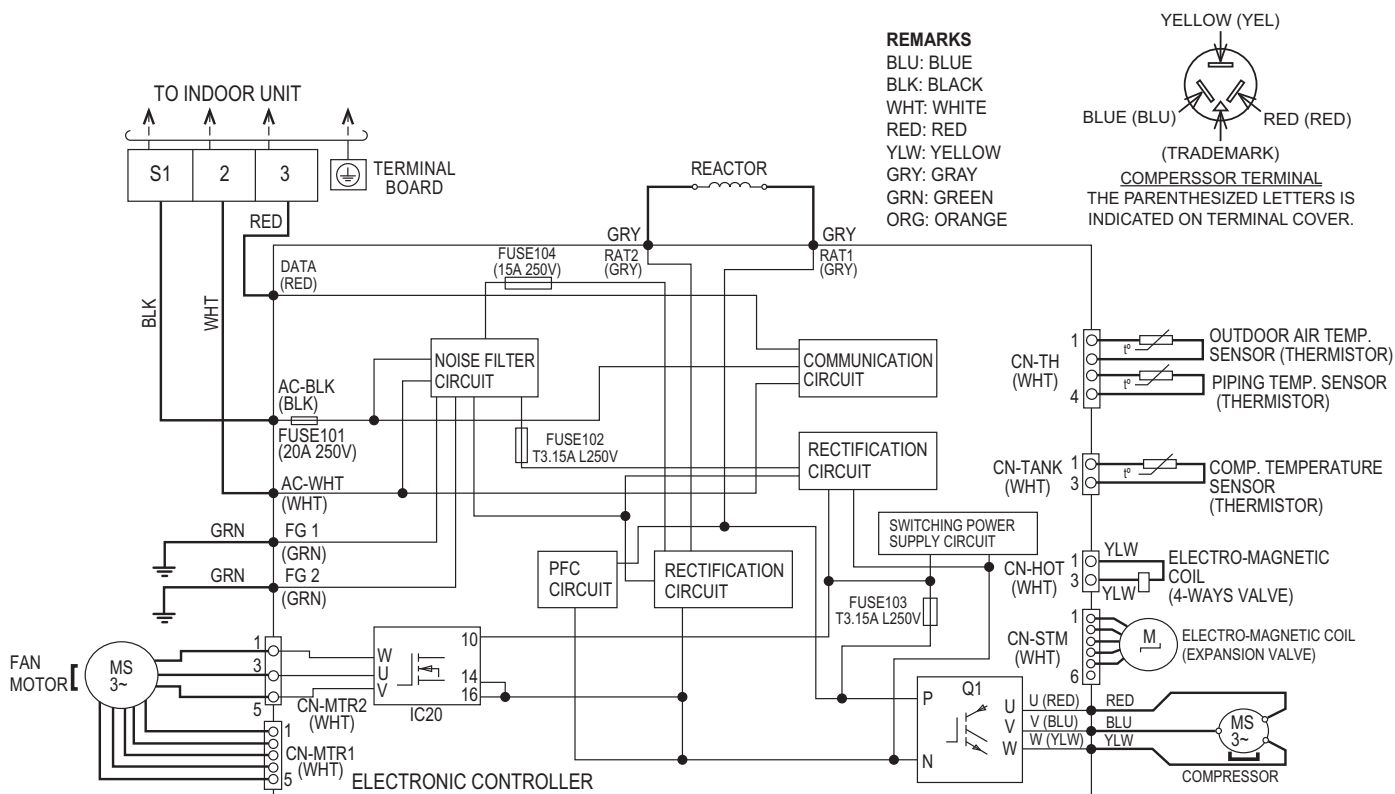 TO INDOOR UNIT
S1
2
3
TERMINAL
BOARD
RED
BLK
WHT
DATA
(RED)
REMARKS
BLU: BLUE
BLK: BLACK
WHT: WHITE
RED: RED
YLW: YELLOW
GRY: GRAY
GRN: GREEN
ORG: ORANGE
YELLOW (YEL)
BLUE (BLU)
RED (RED)
(TRADEMARK)
COMPERSSOR TERMINAL
THE PARENTHESIZED LETTERS IS
INDICATED ON TERMINAL COVER.
REACTOR
GRY
GRY
RAT2
(GRY)
RAT1
(GRY)
FUSE104
(15A 250V)
NOISE FILTER
CIRCUIT
COMMUNICATION
CIRCUIT
AC-BLK
(BLK)
FUSE101
(20A 250V)
FUSE102
T3.15A L250V
RECTIFICATION
CIRCUIT
AC-WHT
(WHT)
GRN
FG 1
(GRN)
GRN
FG 2
(GRN)
SWITCHING POWER
SUPPLY CIRCUIT
PFC
CIRCUIT
RECTIFICATION
CIRCUIT
FUSE103
T3.15A L250V
1
4
CN-TH
(WHT)
tº
OUTDOOR AIR TEMP.
SENSOR (THERMISTOR)
tº
PIPING TEMP. SENSOR
(THERMISTOR)
CN-TANK
(WHT)
1
3
tº
COMP. TEMPERATURE
SENSOR
(THERMISTOR)
CN-HOT
(WHT)
1
3
YLW
YLW
ELECTRO-MAGNETIC
COIL
(4-WAYS VALVE)
CN-STM
(WHT)
1
6
M
ELECTRO-MAGNETIC COIL
(EXPANSION VALVE)
FAN
MOTOR
MS
3~
1
3
5
CN-MTR2
(WHT)
1
5
CN-MTR1
(WHT)
W
U
V
10
14
16
IC20
P
N
Q1
U
V
W
U (RED)
V (BLU)
W (YLW)
RED
BLU
YLW
MS
3~
COMPRESSOR
ELECTRONIC CONTROLLER